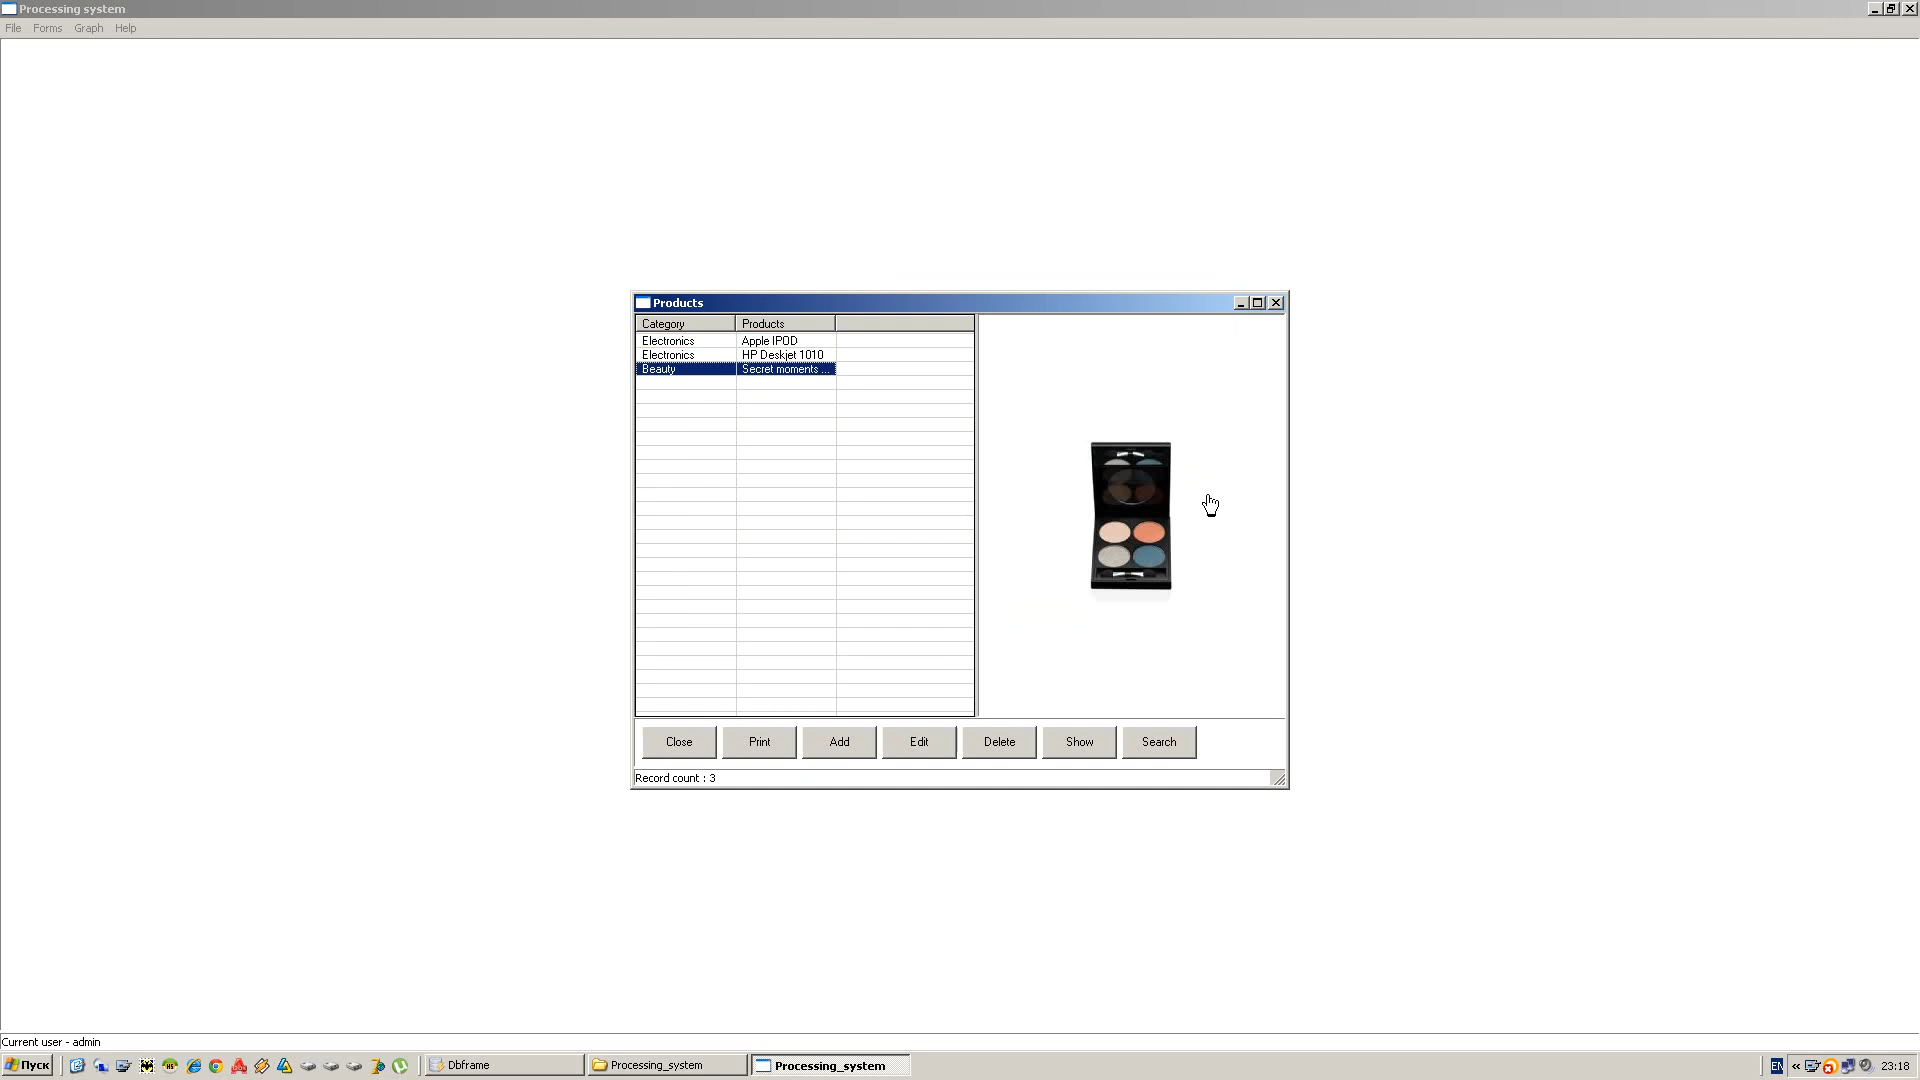 Processing system
File Forms Graph Help
Products
Category Products
Electronics Apple IPOD
Electronics HP Deskjet 1010
Beauty Secret moments ...
Close Print Add Edit Delete Show Search
Record count : 3
Current user - admin
Пуск Dbframe Processing_system Processing_system EN « 23:18